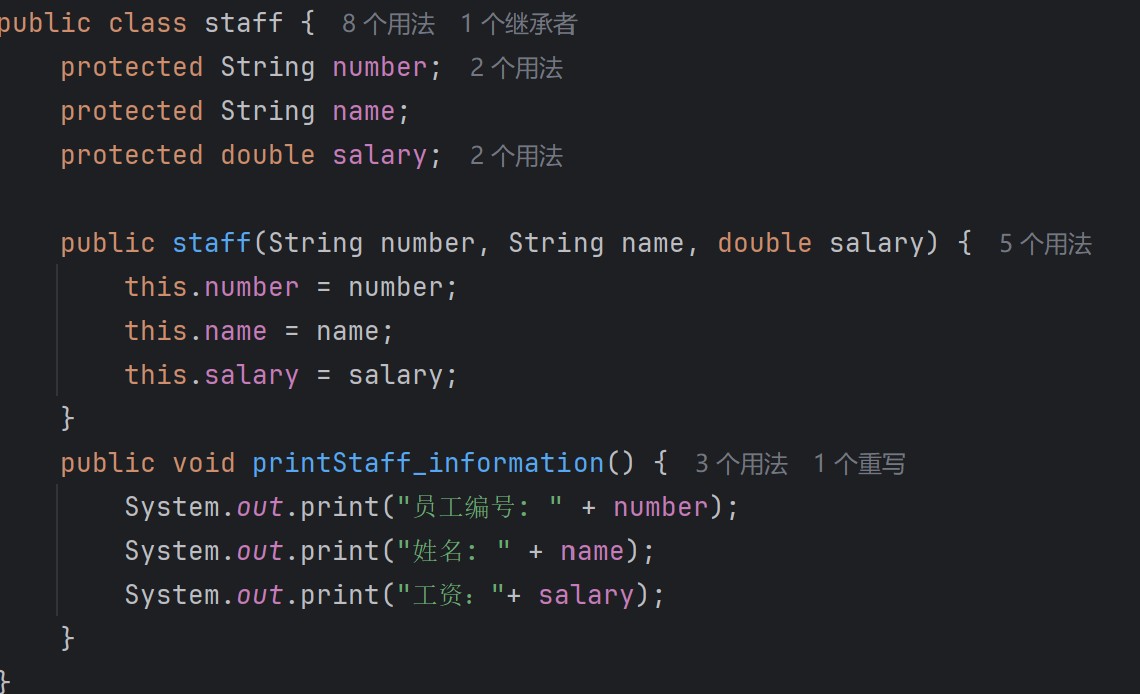 public class staff {  8 个用法  1 个继承者
    protected String number;  2 个用法
    protected String name;
    protected double salary;  2 个用法
    public staff(String number, String name, double salary) {  5 个用法
        this.number = number;
        this.name = name;
        this.salary = salary;
    }
    public void printStaff_information() {  3 个用法  1 个重写
        System.out.print("员工编号: " + number);
        System.out.print("姓名: " + name);
        System.out.print("工资："+ salary);
    }
}